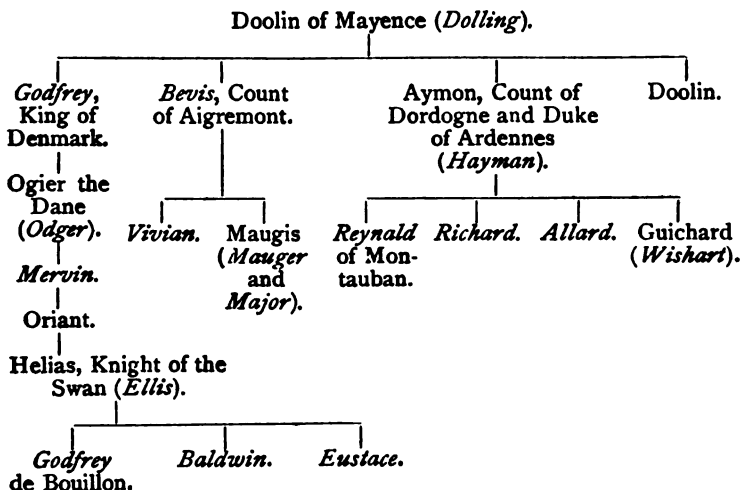 Doolin of Mayence (Dolling).
Godfrey,
King of
Denmark.
Bevis, Count
of Aigremont.
Aymon, Count of
Dordogne and Duke
of Ardennes
(Hayman).
Doolin.
Ogier the
Dane
(Odger).
Vivian.
Maugis
(Mauger
and
Major).
Reynald
of Mon-
tauban.
Richard.
Allard.
Guichard
(Wishart).
Mervin.
Oriant.
Helias, Knight of the
Swan (Ellis).
Godfrey
de Bouillon.
Baldwin.
Eustace.